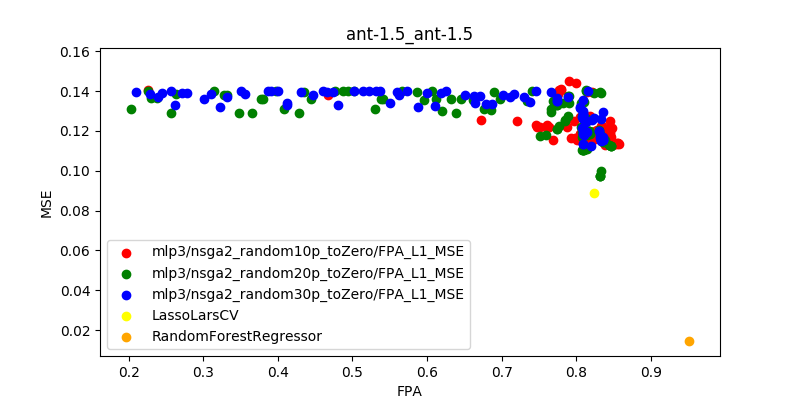 ant-1.5_ant-1.5
0.16
0.14
0.12
0.10
0.08
0.06
0.04
0.02
MSE
mlp3/nsga2_random10p_toZero/FPA_L1_MSE
mlp3/nsga2_random20p_toZero/FPA_L1_MSE
mlp3/nsga2_random30p_toZero/FPA_L1_MSE
LassoLarsCV
RandomForestRegressor
0.2 0.3 0.4 0.5 0.6 0.7 0.8 0.9
FPA